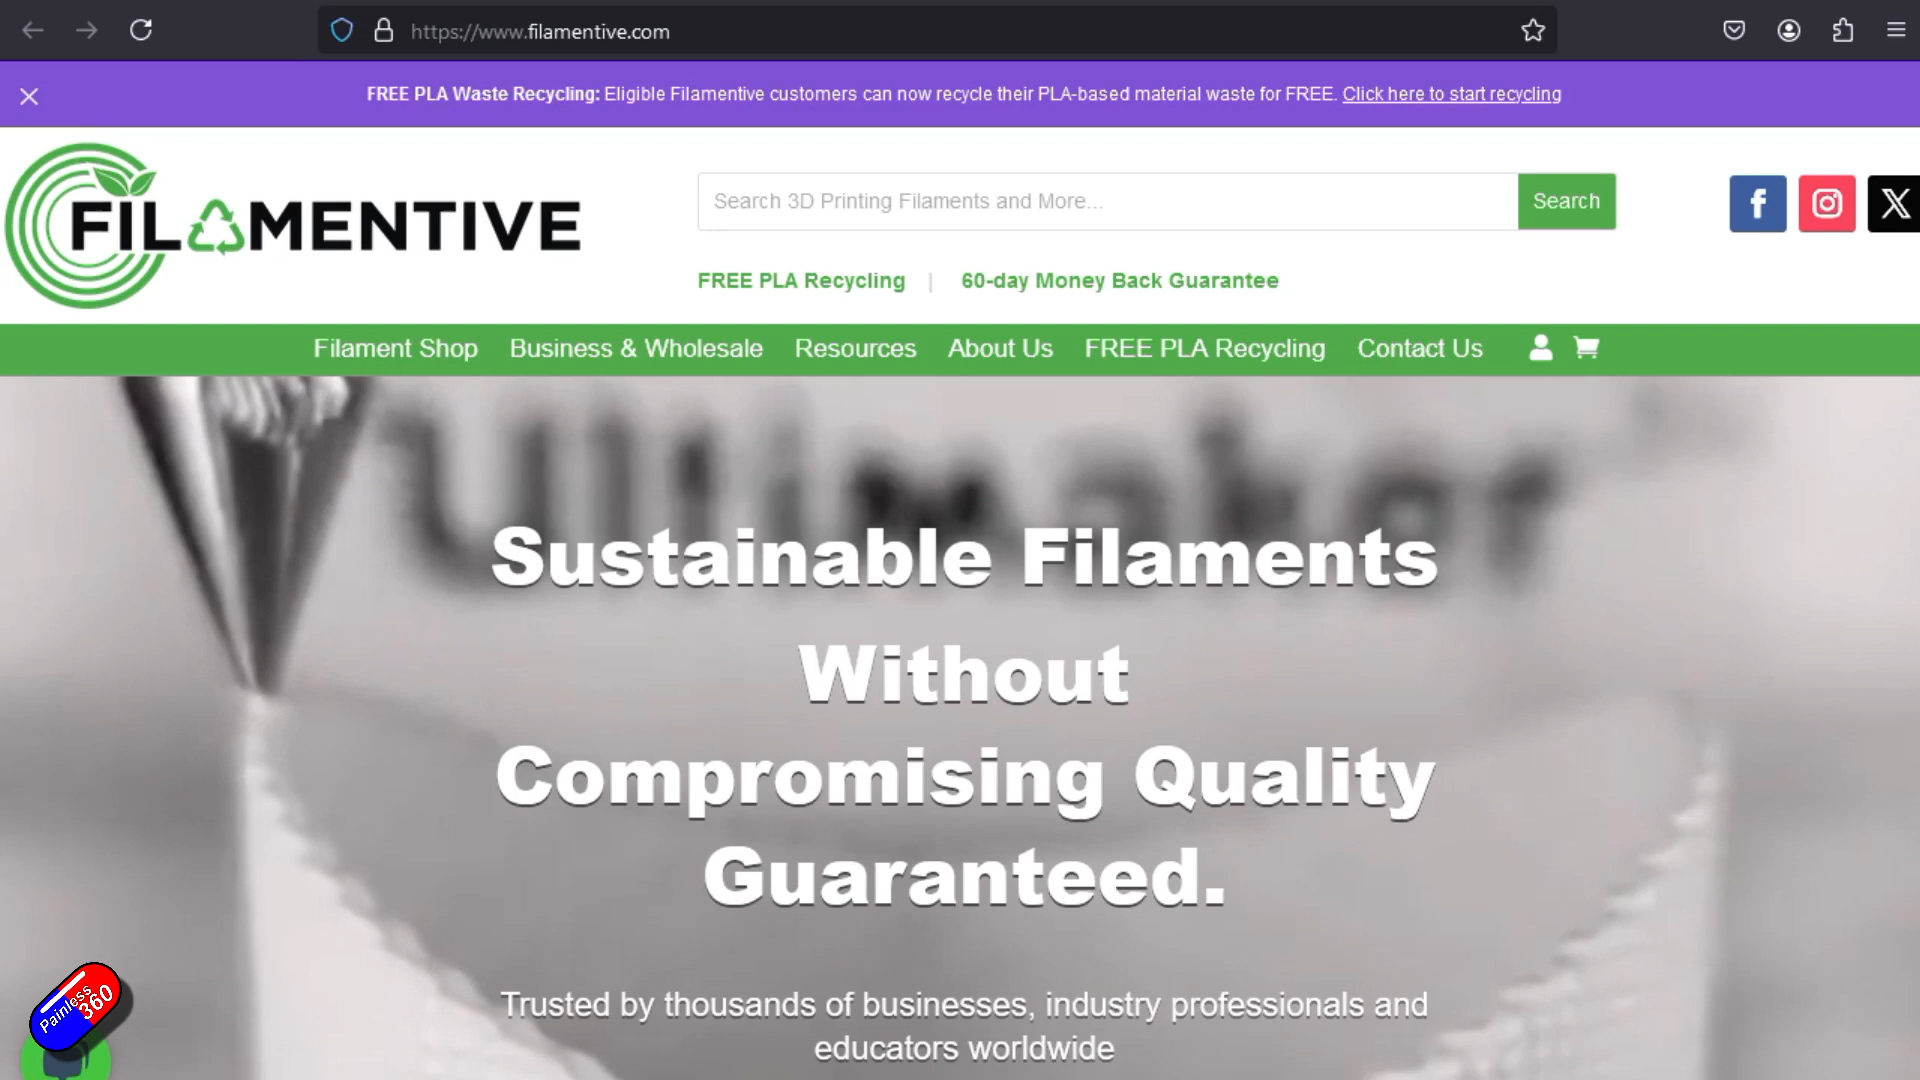 https://www.filamentive.com
FREE PLA Waste Recycling: Eligible Filamentive customers can now recycle their PLA-based material waste for FREE. Click here to start recycling
FILAMENTIVE
Search 3D Printing Filaments and More...
Search
FREE PLA Recycling | 60-day Money Back Guarantee
Filament Shop Business & Wholesale Resources About Us FREE PLA Recycling Contact Us
Ultimaker
Sustainable Filaments
Without
Compromising Quality
Guaranteed.
Trusted by thousands of businesses, industry professionals and
educators worldwide
Painless
360